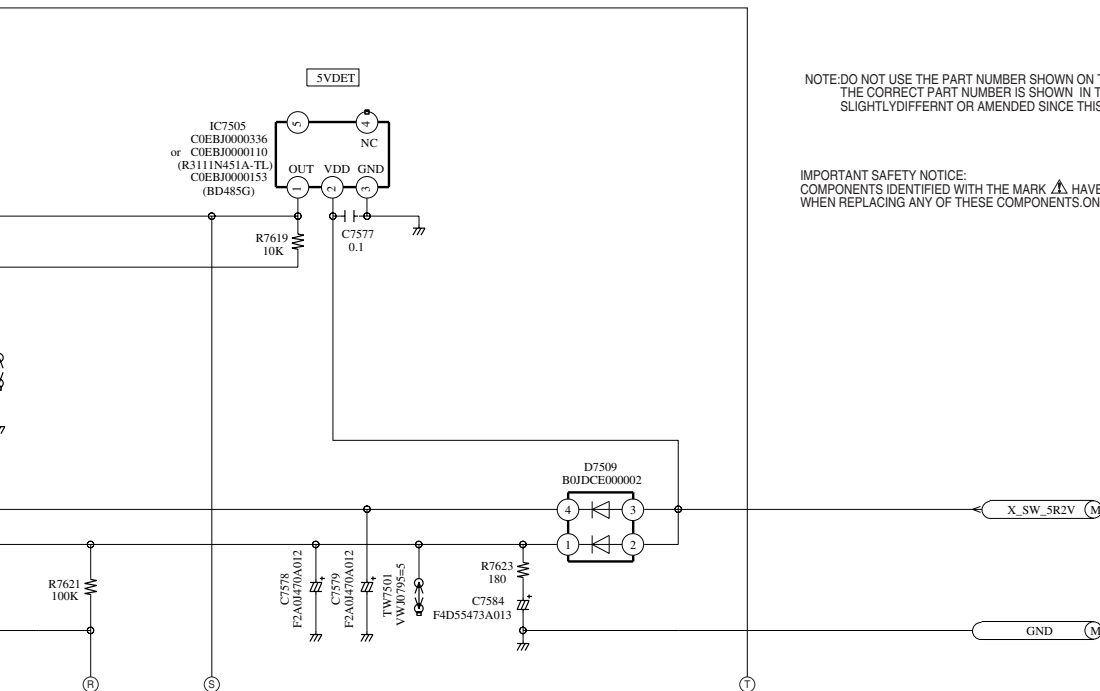 5VDET
NOTE:DO NOT USE THE PART NUMBER SHOWN ON
THE CORRECT PART NUMBER IS SHOWN IN
SLIGHTLYDIFFERNT OR AMENDED SINCE THIS
IC7505
C0EBJ0000336
or C0EBJ0000110
(R3111N451A-TL)
C0EBJ0000153
(BD485G)
5
4
NC
OUT VDD GND
1
2
3
IMPORTANT SAFETY NOTICE:
COMPONENTS IDENTIFIED WITH THE MARK HAVE
WHEN REPLACING ANY OF THESE COMPONENTS.ON
R7619
10K
C7577
0.1
D7509
B0JDCE000002
4
3
1
2
X_SW_5R2V
M
R7621
100K
C7578
F2A0J470A012
C7579
F2A0J470A012
TW7501
VWJ0795=5
R7623
180
C7584
F4D55473A013
GND
M
R
S
T